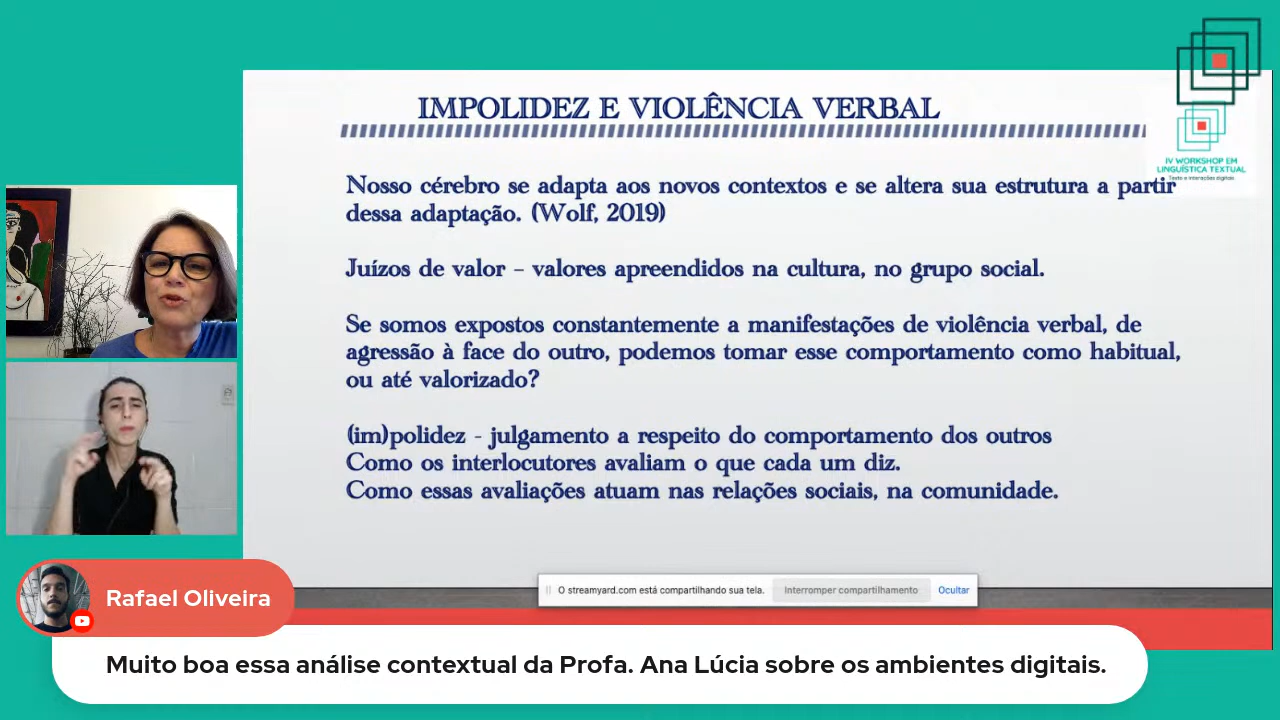 IMPOLIDEZ E VIOLÊNCIA VERBAL
IV WORKSHOP EM
LINGUÍSTICA TEXTUAL
Texto e interações digitais
Nosso cérebro se adapta aos novos contextos e se altera sua estrutura a partir
dessa adaptação. (Wolf, 2019)
Juízos de valor – valores apreendidos na cultura, no grupo social.
Se somos expostos constantemente a manifestações de violência verbal, de
agressão à face do outro, podemos tomar esse comportamento como habitual,
ou até valorizado?
(im)polidez - julgamento a respeito do comportamento dos outros
Como os interlocutores avaliam o que cada um diz.
Como essas avaliações atuam nas relações sociais, na comunidade.
O streamyard.com está compartilhando sua tela. Interromper compartilhamento Ocultar
Rafael Oliveira
Muito boa essa análise contextual da Profa. Ana Lúcia sobre os ambientes digitais.